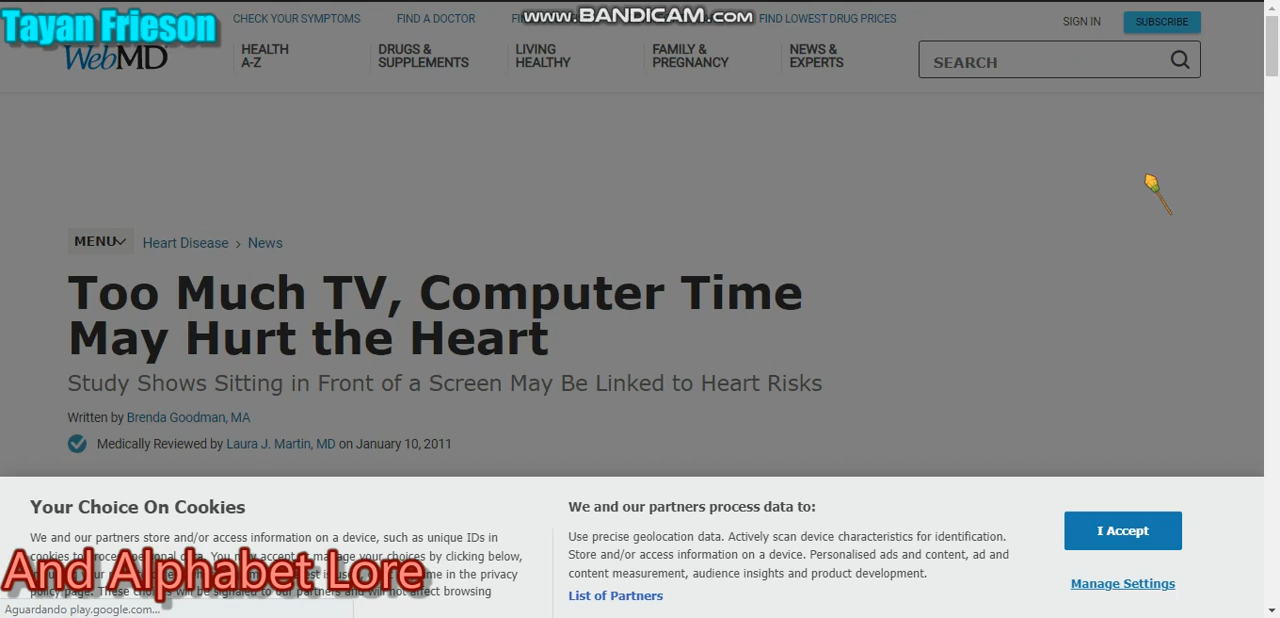 Tayan Frieson
www.BANDICAM.com
CHECK YOUR SYMPTOMS
FIND A DOCTOR
FIND LOWEST DRUG PRICES
SIGN IN
SUBSCRIBE
WebMD
HEALTH
A-Z
DRUGS &
SUPPLEMENTS
LIVING
HEALTHY
FAMILY &
PREGNANCY
NEWS &
EXPERTS
SEARCH
MENU
Heart Disease > News
Too Much TV, Computer Time
May Hurt the Heart
Study Shows Sitting in Front of a Screen May Be Linked to Heart Risks
Written by Brenda Goodman, MA
Medically Reviewed by Laura J. Martin, MD on January 10, 2011
Your Choice On Cookies
We and our partners store and/or access information on a device, such as unique IDs in
cookies to process personal data. You may accept or manage your choices by clicking below,
time in the privacy
policy page. These choices will be signaled to our partners and will not affect browsing
And Alphabet Lore
We and our partners process data to:
Use precise geolocation data. Actively scan device characteristics for identification.
Store and/or access information on a device. Personalised ads and content, ad and
content measurement, audience insights and product development.
List of Partners
I Accept
Manage Settings
Aguardando play.google.com...